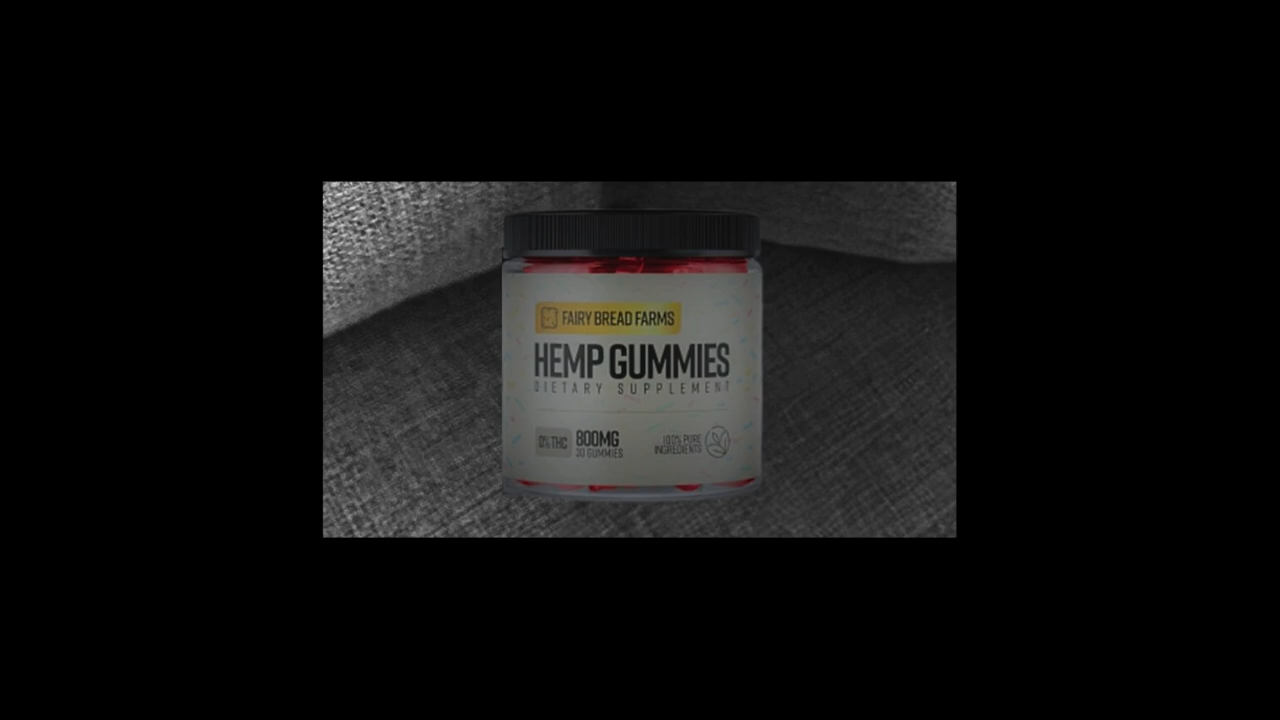 FAIRY BREAD FARMS
HEMP GUMMIES
DIETARY SUPPLEMENT
0% THC
800MG
30 GUMMIES
100% PURE
INGREDIENTS